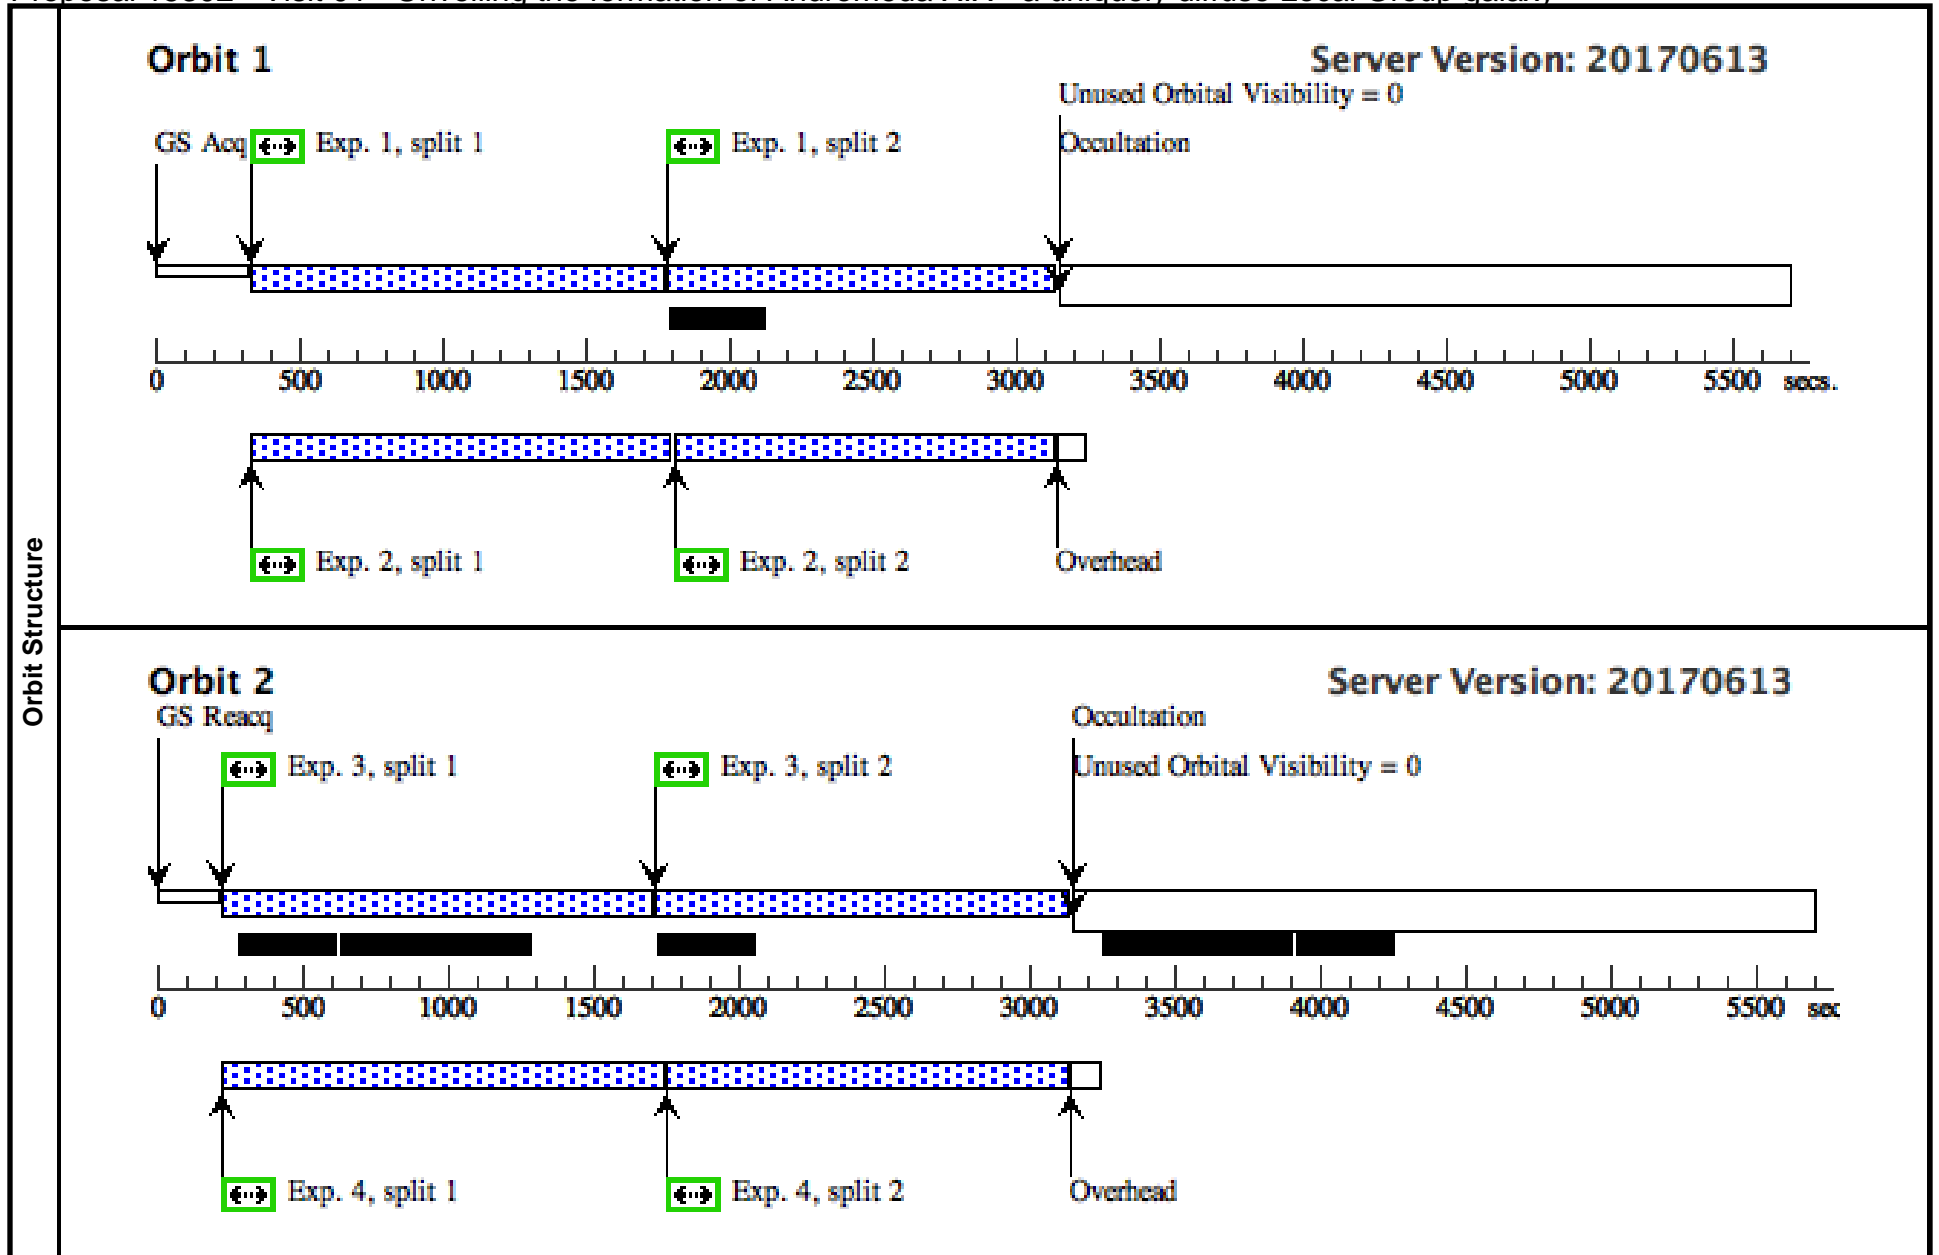 Orbit 1
Server Version: 20170613
Unused Orbital Visibility = 0
GS Acq
Exp. 1, split 1
Exp. 1, split 2
Occultation
0 500 1000 1500 2000 2500 3000 3500 4000 4500 5000 5500 secs.
Exp. 2, split 1
Exp. 2, split 2
Overhead
Orbit Structure
Orbit 2
Server Version: 20170613
GS Reacq
Occultation
Exp. 3, split 1
Exp. 3, split 2
Unused Orbital Visibility = 0
0 500 1000 1500 2000 2500 3000 3500 4000 4500 5000 5500 sec
Exp. 4, split 1
Exp. 4, split 2
Overhead